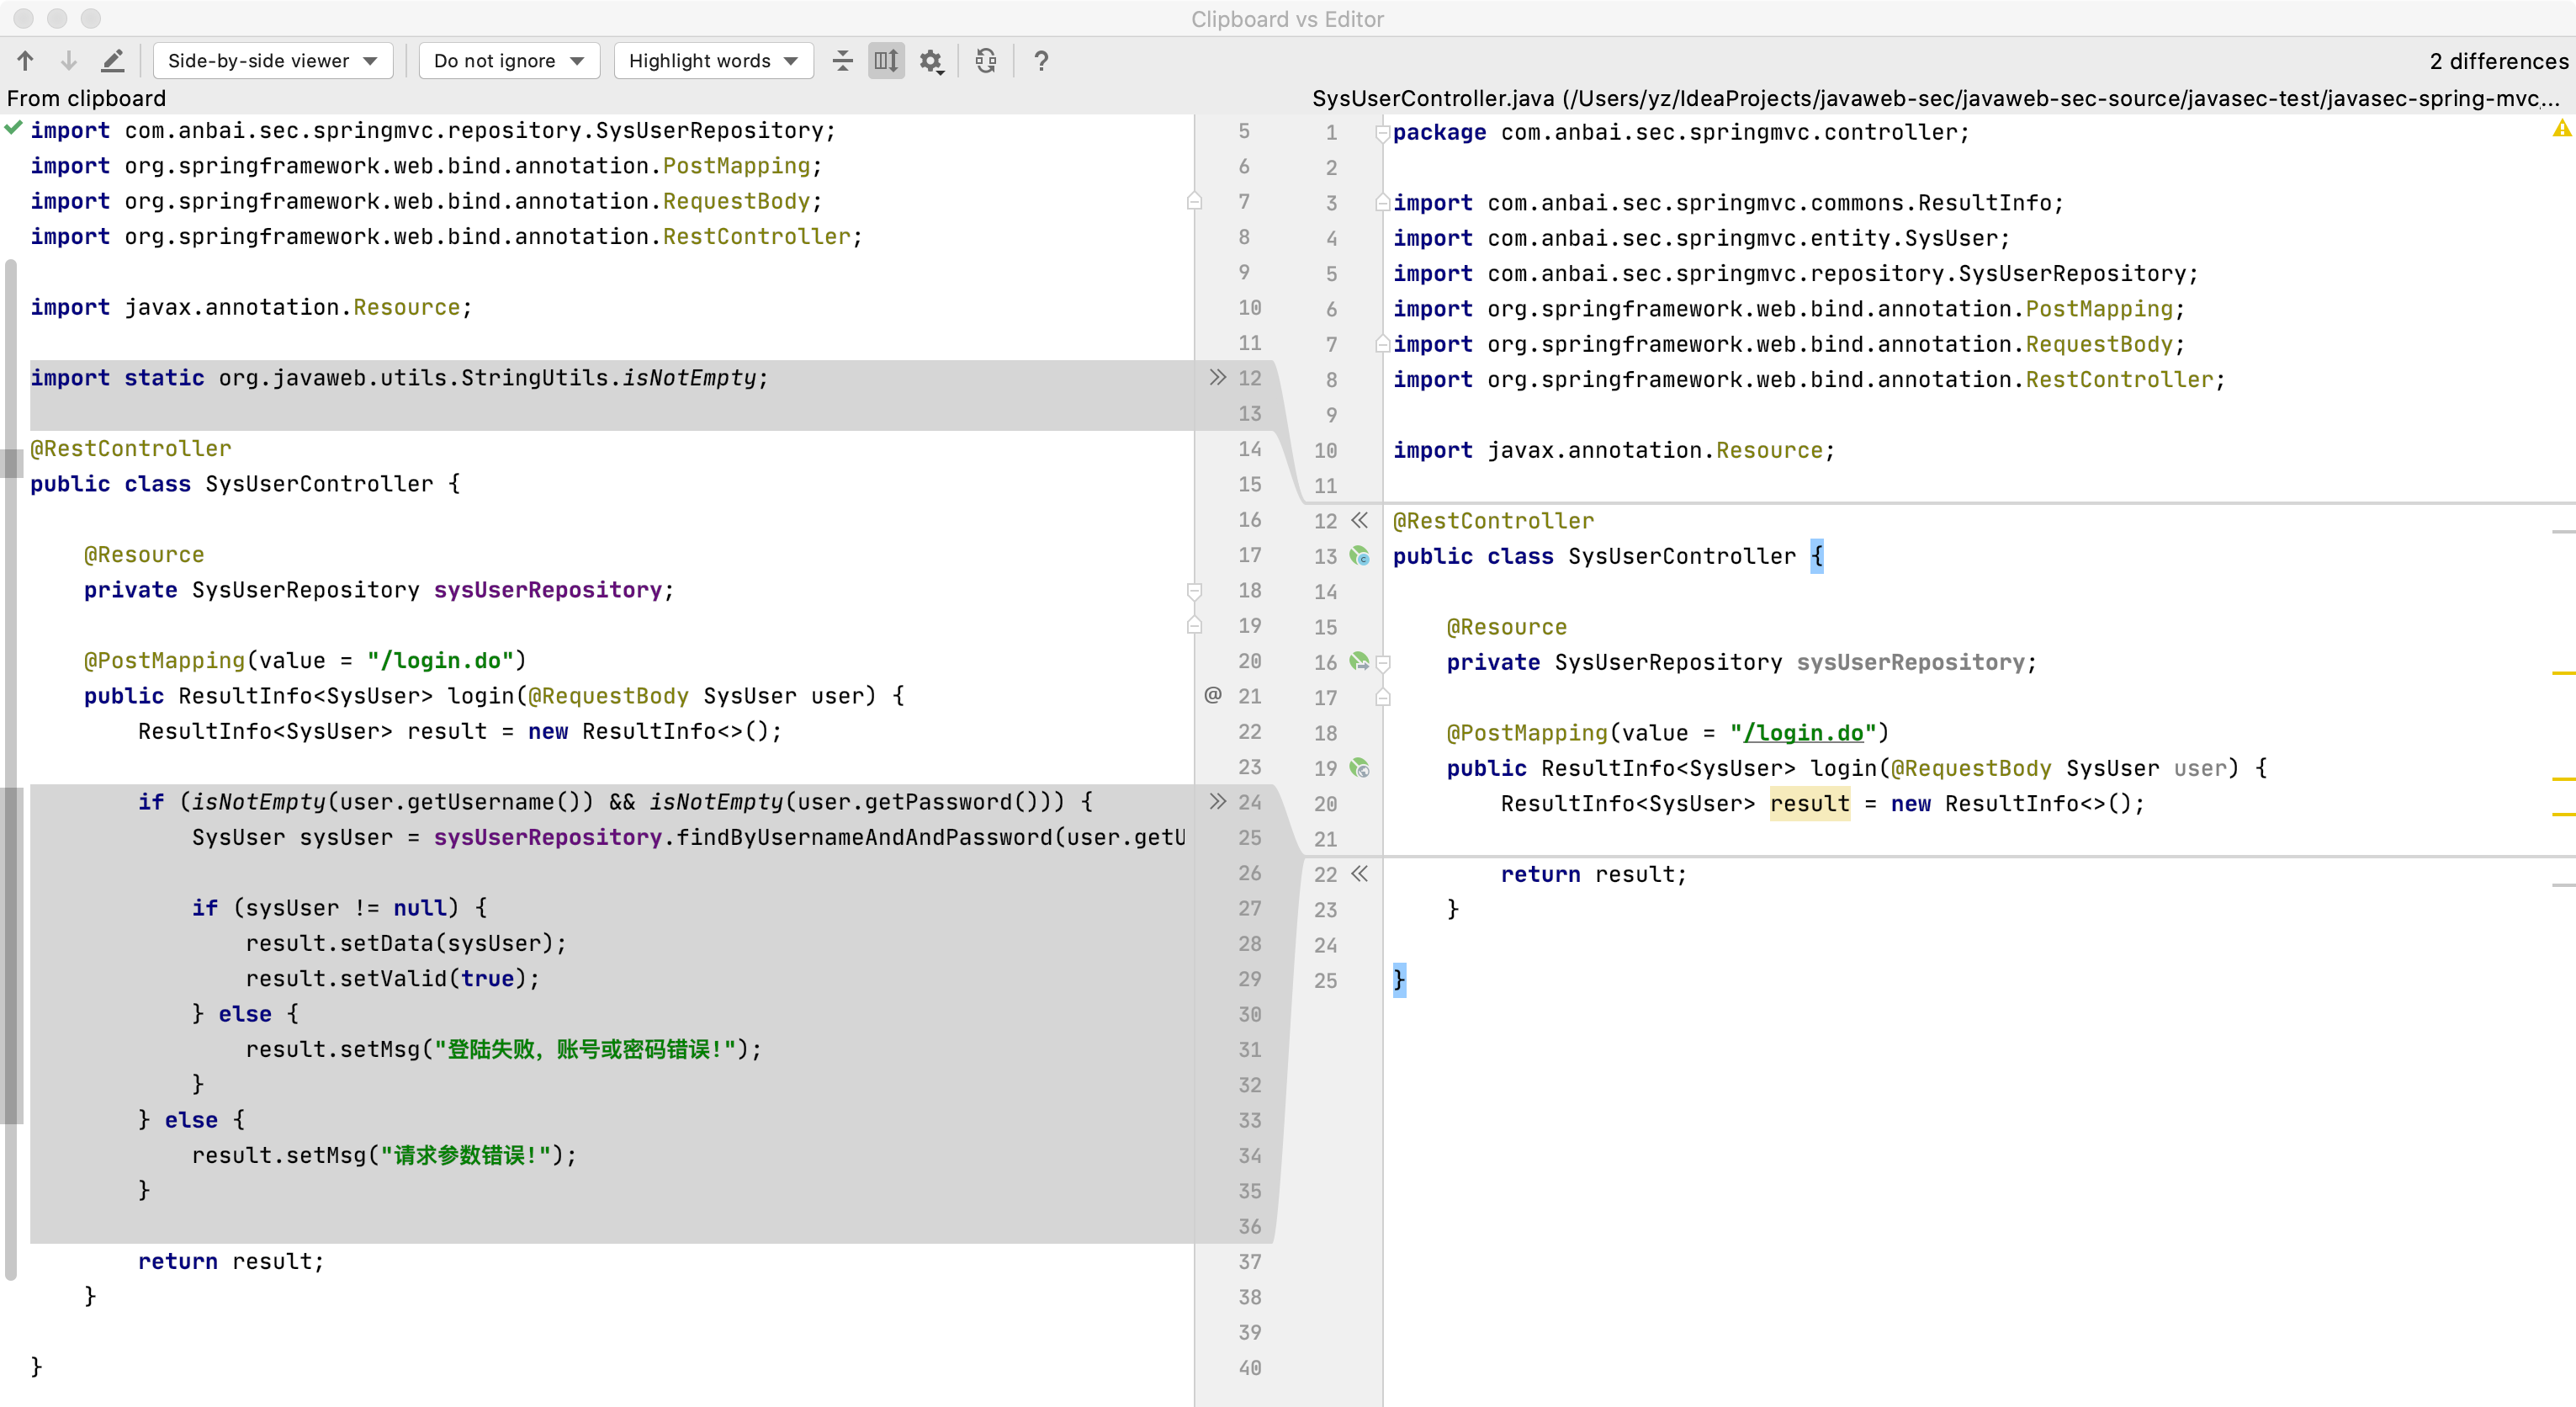 Clipboard vs Editor
Side-by-side viewer Do not ignore Highlight words ? 2 differences
From clipboard
import com.anbai.sec.springmvc.repository.SysUserRepository; 5
import org.springframework.web.bind.annotation.PostMapping; 6
import org.springframework.web.bind.annotation.RequestBody; 7
import org.springframework.web.bind.annotation.RestController; 8
9
import javax.annotation.Resource; 10
11
import static org.javaweb.utils.StringUtils.isNotEmpty; 12
13
@RestController 14
public class SysUserController { 15
16
    @Resource 17
    private SysUserRepository sysUserRepository; 18
19
    @PostMapping(value = "/login.do") 20
    public ResultInfo<SysUser> login(@RequestBody SysUser user) { @ 21
        ResultInfo<SysUser> result = new ResultInfo<>(); 22
23
        if (isNotEmpty(user.getUsername()) && isNotEmpty(user.getPassword())) { 24
            SysUser sysUser = sysUserRepository.findByUsernameAndAndPassword(user.getU 25
26
            if (sysUser != null) { 27
                result.setData(sysUser); 28
                result.setValid(true); 29
            } else { 30
                result.setMsg("登陆失败，账号或密码错误!"); 31
            } 32
        } else { 33
            result.setMsg("请求参数错误!"); 34
        } 35
36
        return result; 37
    } 38
39
} 40
SysUserController.java (/Users/yz/IdeaProjects/javaweb-sec/javaweb-sec-source/javasec-test/javasec-spring-mvc...
1 package com.anbai.sec.springmvc.controller;
2
3 import com.anbai.sec.springmvc.commons.ResultInfo;
4 import com.anbai.sec.springmvc.entity.SysUser;
5 import com.anbai.sec.springmvc.repository.SysUserRepository;
6 import org.springframework.web.bind.annotation.PostMapping;
7 import org.springframework.web.bind.annotation.RequestBody;
8 import org.springframework.web.bind.annotation.RestController;
9
10 import javax.annotation.Resource;
11
12 @RestController
13 public class SysUserController {
14
15     @Resource
16     private SysUserRepository sysUserRepository;
17
18     @PostMapping(value = "/login.do")
19     public ResultInfo<SysUser> login(@RequestBody SysUser user) {
20         ResultInfo<SysUser> result = new ResultInfo<>();
21
22         return result;
23     }
24
25 }